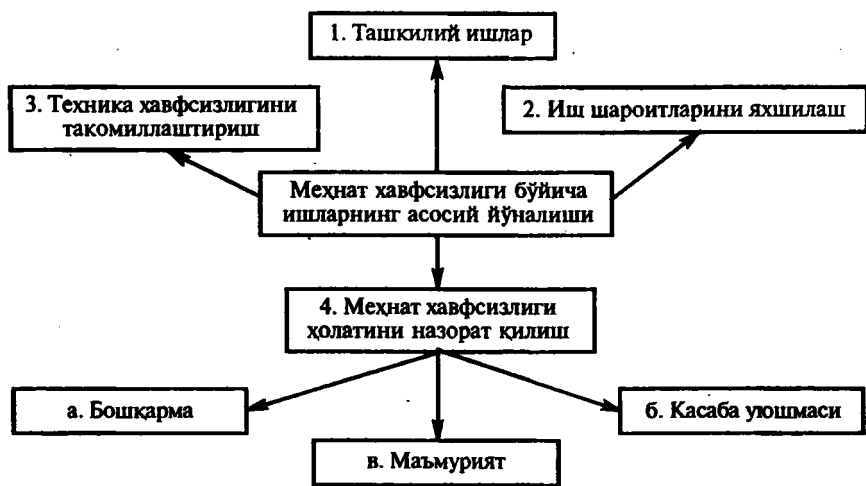 1. Ташкилий ишлар
3. Техника хавфсизлигини
такомиллаштириш
2. Иш шароитларини яхшилаш
Меҳнат хавфсизлиги бўйича
ишларнинг асосий йўналиши
4. Меҳнат хавфсизлиги
ҳолатини назорат қилиш
а. Бошқарма
б. Касаба уюшмаси
в. Маъмурият